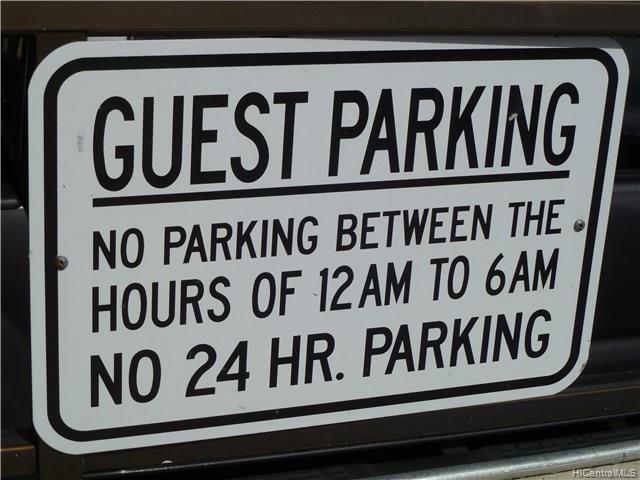 GUEST PARKING
NO PARKING BETWEEN THE
HOURS OF 12AM TO 6AM
NO 24 HR. PARKING
HICentralMLS